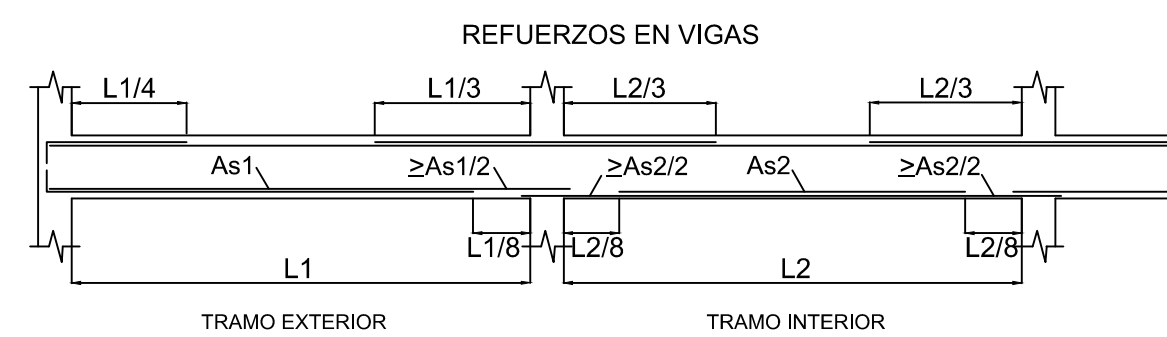 REFUERZOS EN VIGAS
L1/4 L1/3 L2/3 L2/3
As1 ≥As1/2 ≥As2/2 As2 ≥As2/2
L1/8 L2/8 L2/8
L1 L2
TRAMO EXTERIOR TRAMO INTERIOR